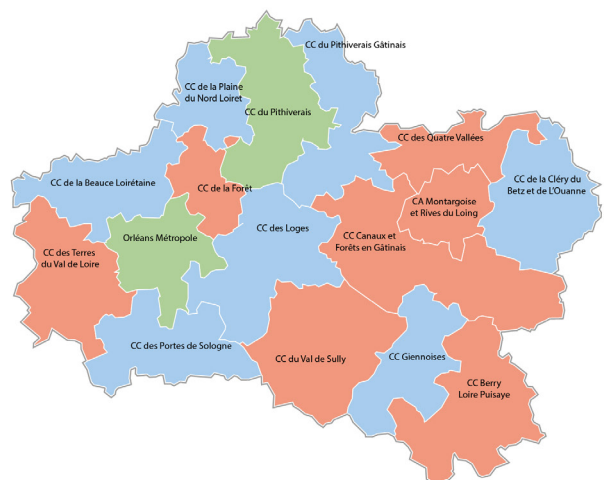 CC du Pithiverais Gâtinais
CC de la Plaine
du Nord Loiret
CC du Pithiverais
CC des Quatre Vallées
CC de la Beauce Loirétaine
CC de la Forêt
CC de la Cléry du
Betz et de L'Ouanne
CA Montargoise
et Rives du Loing
CC des Loges
Orléans Métropole
CC Canaux et
Forêts en Gâtinais
CC des Terres
du Val de Loire
CC des Portes de Sologne
CC du Val de Sully
CC Giennoises
CC Berry
Loire Puisaye